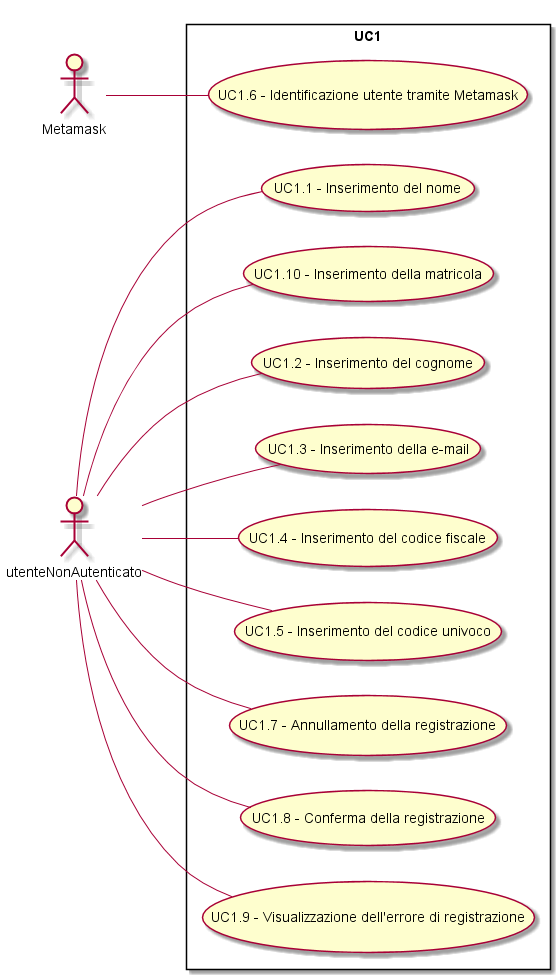 UC1
Metamask
UC1.6 - Identificazione utente tramite Metamask
UC1.1 - Inserimento del nome
UC1.10 - Inserimento della matricola
UC1.2 - Inserimento del cognome
UC1.3 - Inserimento della e-mail
UC1.4 - Inserimento del codice fiscale
utenteNonAutenticato
UC1.5 - Inserimento del codice univoco
UC1.7 - Annullamento della registrazione
UC1.8 - Conferma della registrazione
UC1.9 - Visualizzazione dell'errore di registrazione